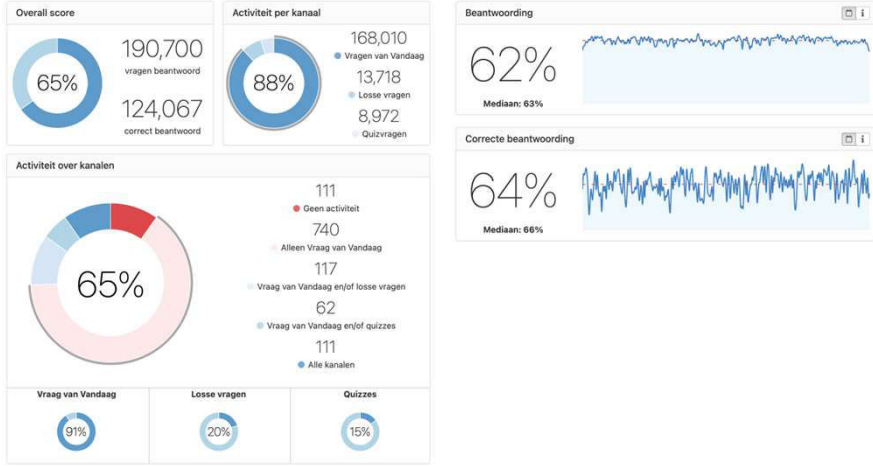 Overall score
65%
190,700
vragen beantwoord
124,067
correct beantwoord
Activiteit per kanaal
88%
168,010
Vragen van Vandaag
13,718
Losse vragen
8,972
Quizvragen
Activiteit over kanalen
65%
111
Geen activiteit
740
Alleen Vraag van Vandaag
117
Vraag van Vandaag en/of losse vragen
62
Vraag van Vandaag en/of quizzes
111
Alle kanalen
Vraag van Vandaag
91%
Losse vragen
20%
Quizzes
15%
Beantwoording
i
62%
Mediaan: 63%
Correcte beantwoording
i
64%
Mediaan: 66%